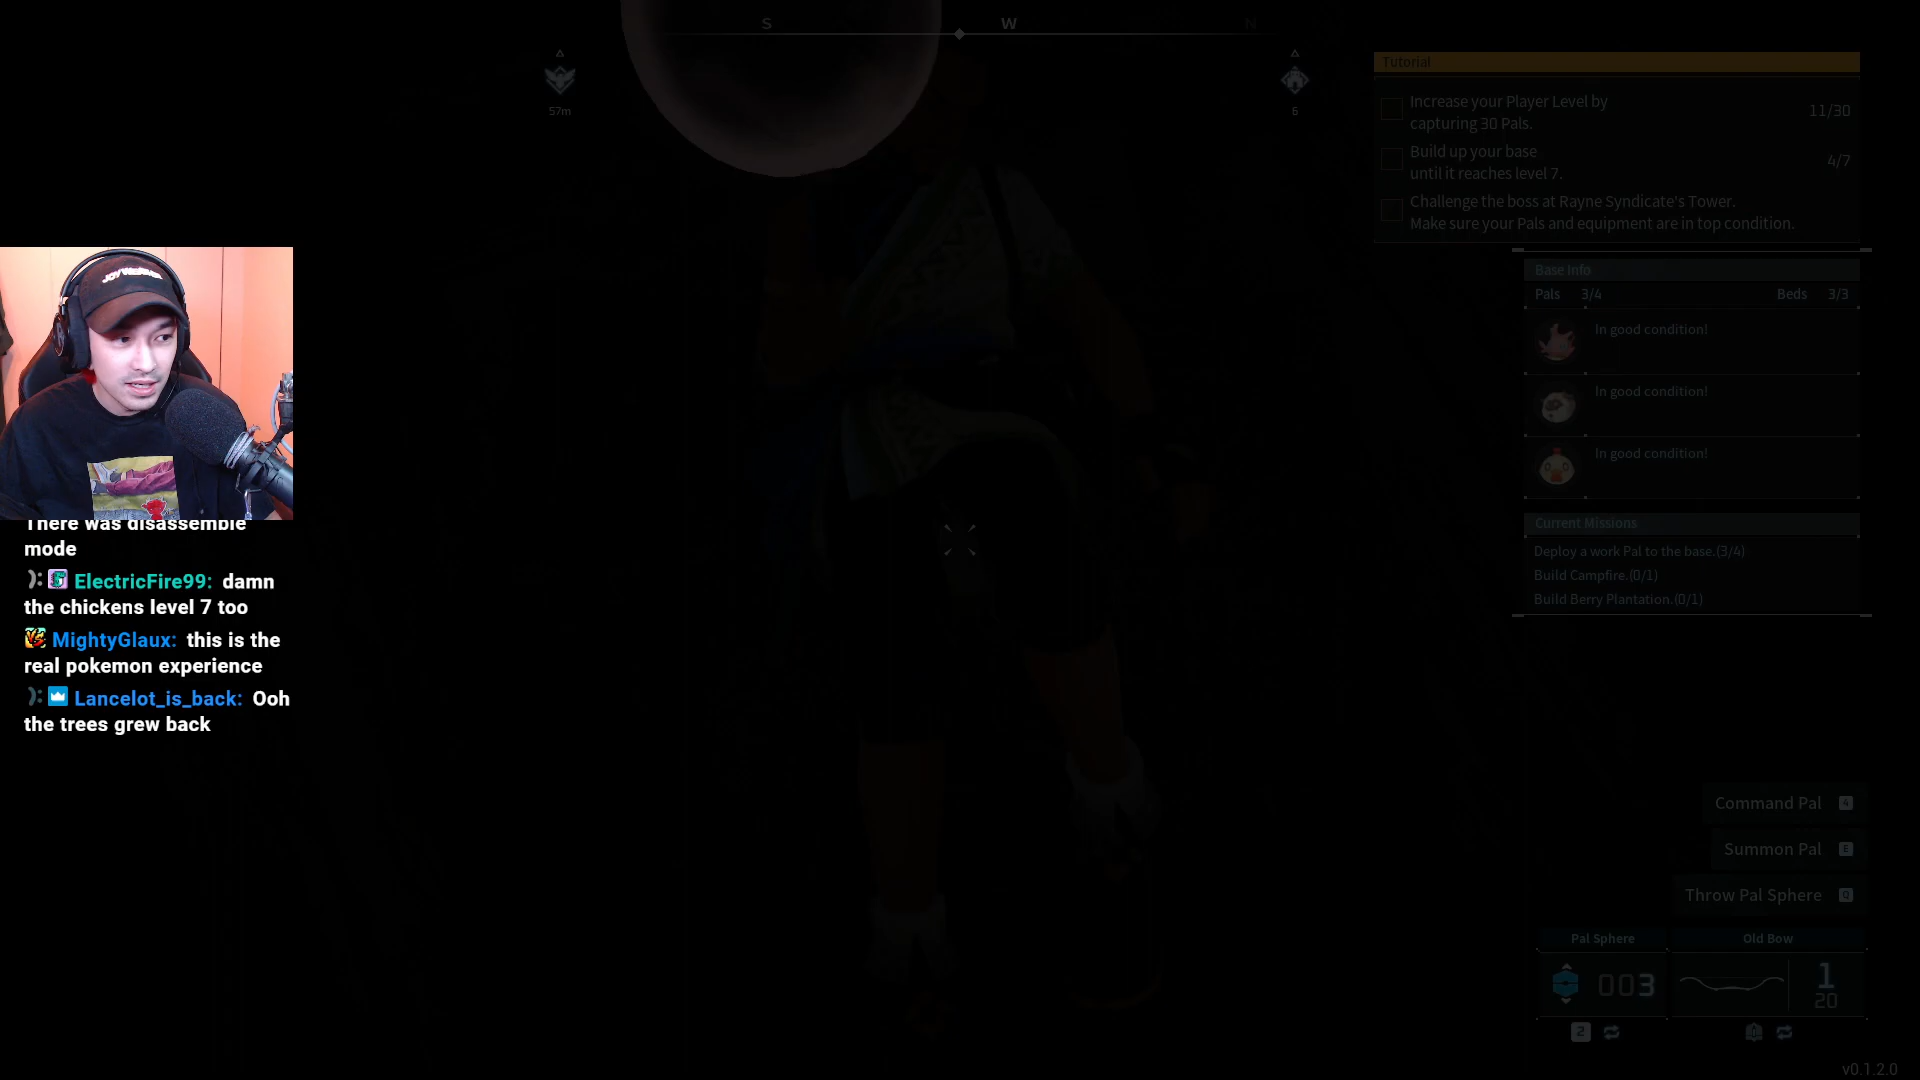 S W N
57m
6
Tutorial
Increase your Player Level by
capturing 30 Pals.
11/30
Build up your base
until it reaches level 7.
4/7
Challenge the boss at Rayne Syndicate's Tower.
Make sure your Pals and equipment are in top condition.
Base Info
Pals 3/4 Beds 3/3
In good condition!
In good condition!
In good condition!
Current Missions
Deploy a work Pal to the base.(3/4)
Build Campfire.(0/1)
Build Berry Plantation.(0/1)
There was disassemble
mode
ElectricFire99: damn
the chickens level 7 too
MightyGlaux: this is the
real pokemon experience
Lancelot_is_back: Ooh
the trees grew back
Command Pal 4
Summon Pal E
Throw Pal Sphere Q
Pal Sphere Old Bow
003 1
20
2
v0.1.2.0